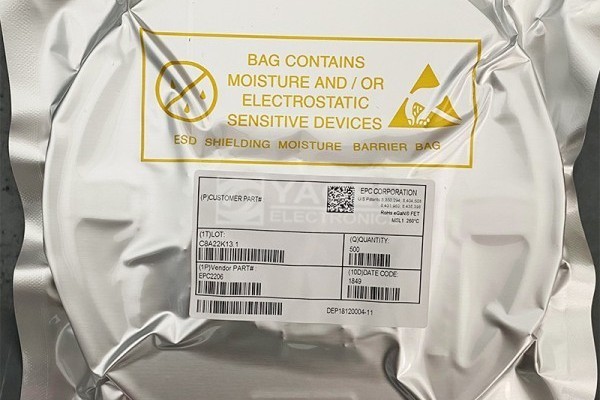 BAG CONTAINS
MOISTURE AND / OR
ELECTROSTATIC
SENSITIVE DEVICES
ESD SHIELDING MOISTURE BARRIER BAG
EPC CORPORATION
(P)CUSTOMER PART#
U.S Patents
RoHs eGaN® FET
MSL1 260°C
ELECTRONIC
(1T)LOT:
C8A22K13.1
(Q)QUANTITY:
500
(1P)Vendor PART#
EPC2206
(10D)DATE CODE:
1849
DEP18120004-11